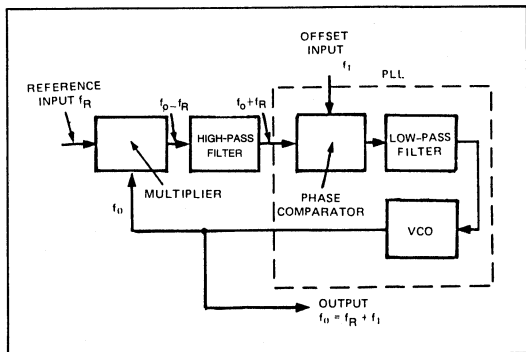 OFFSET
INPUT
f₁
PLL
REFERENCE
INPUT fR
fo–fR
fo+fR
HIGH-PASS
FILTER
LOW-PASS
FILTER
MULTIPLIER
PHASE
COMPARATOR
f₀
VCO
OUTPUT
f₀ = fR + f₁